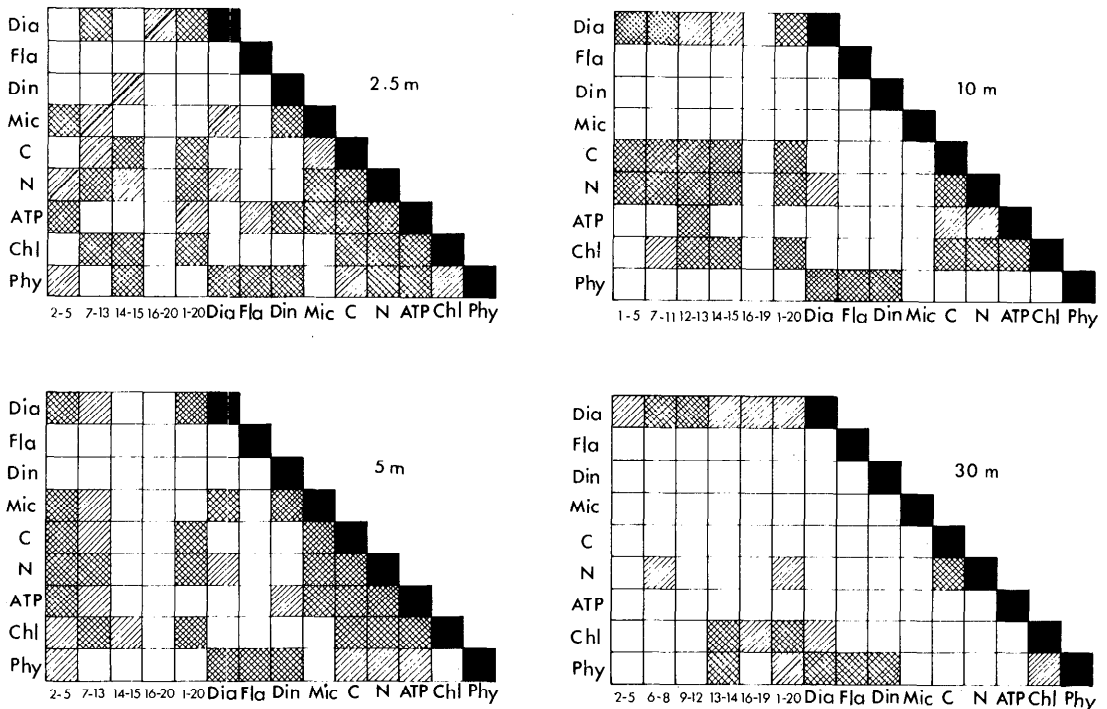 Dia
Fla
Din
Mic
C
N
ATP
Chl
Phy
2.5 m
2-5 7-13 14-15 16-20 1-20 Dia Fla Din Mic C N ATP Chl Phy
Dia
Fla
Din
Mic
C
N
ATP
Chl
Phy
10 m
1-5 7-11 12-13 14-15 16-19 1-20 Dia Fla Din Mic C N ATP Chl Phy
Dia
Fla
Din
Mic
C
N
ATP
Chl
Phy
5 m
2-5 7-13 14-15 16-20 1-20 Dia Fla Din Mic C N ATP Chl Phy
Dia
Fla
Din
Mic
C
N
ATP
Chl
Phy
30 m
2-5 6-8 9-12 13-14 16-19 1-20 Dia Fla Din Mic C N ATP Chl Phy